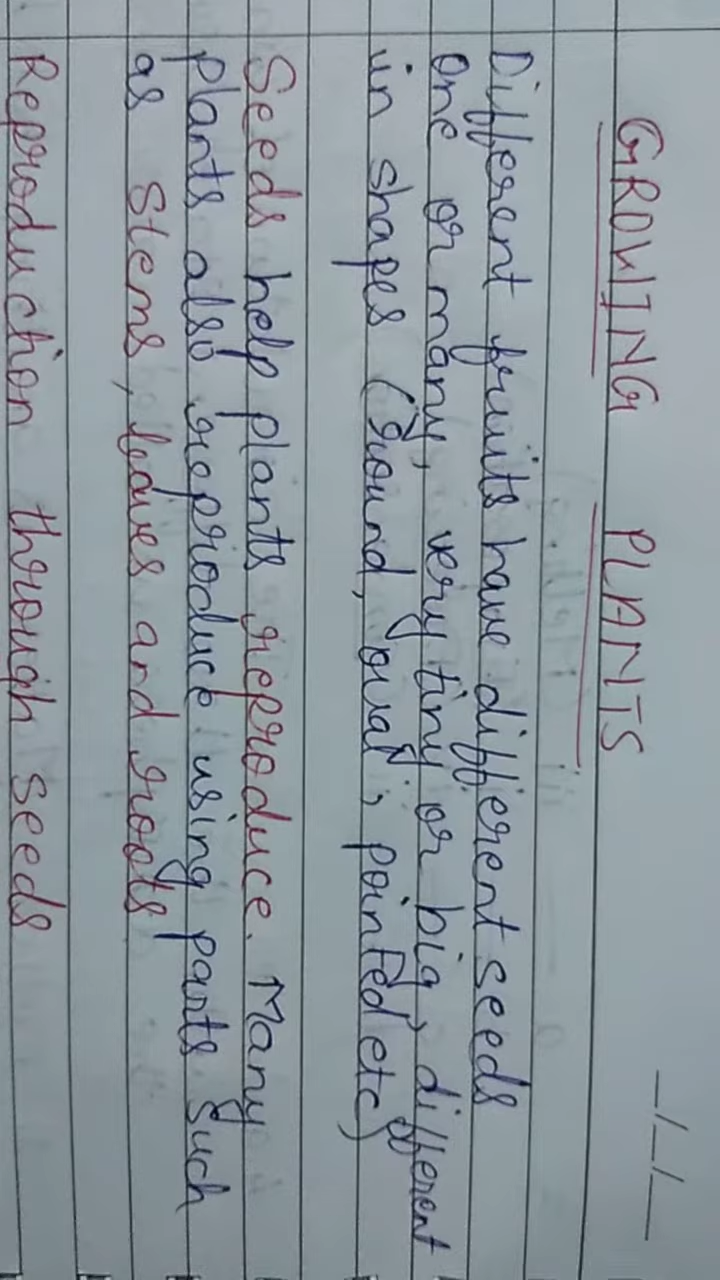 GROWING PLANTS
Different fruits have different seeds
one or many, very tiny or big, different
in shapes (round, oval, pointed etc)
Seeds help plants reproduce. Many
plants also reproduce using parts such
as stems, leaves and roots
Reproduction through seeds